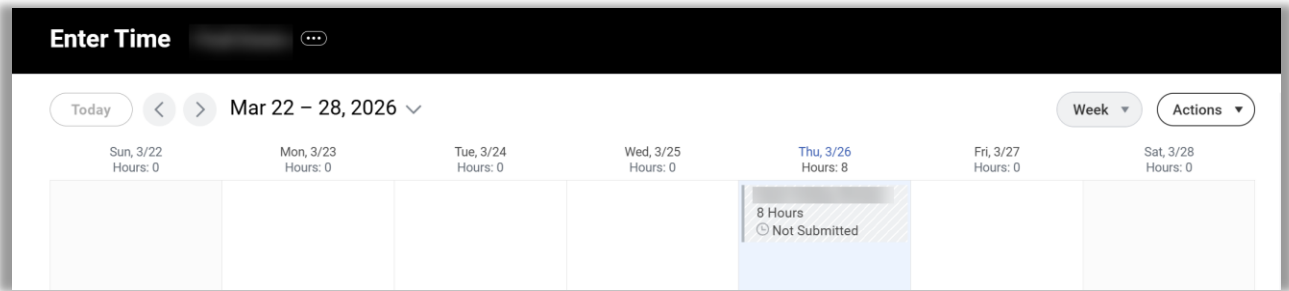 Enter Time
Today Mar 22 – 28, 2026 Week Actions
Sun, 3/22 Mon, 3/23 Tue, 3/24 Wed, 3/25 Thu, 3/26 Fri, 3/27 Sat, 3/28
Hours: 0 Hours: 0 Hours: 0 Hours: 0 Hours: 8 Hours: 0 Hours: 0
8 Hours
Not Submitted